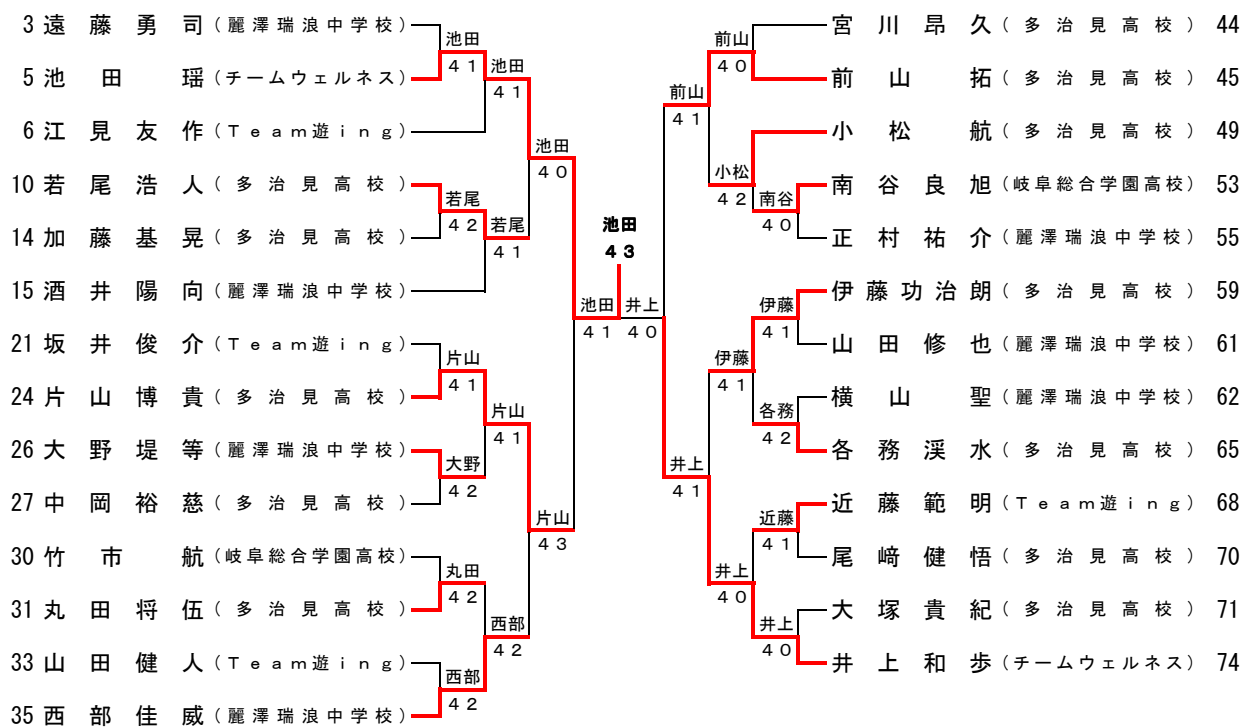 3 遠藤勇司（麗澤瑞浪中学校）
5 池田瑶（チームウェルネス）
6 江見友作（Team遊ing）
10 若尾浩人（多治見高校）
14 加藤基晃（多治見高校）
15 酒井陽向（麗澤瑞浪中学校）
21 坂井俊介（Team遊ing）
24 片山博貴（多治見高校）
26 大野堤等（麗澤瑞浪中学校）
27 中岡裕慈（多治見高校）
30 竹市航（岐阜総合学園高校）
31 丸田将伍（多治見高校）
33 山田健人（Team遊ing）
35 西部佳威（麗澤瑞浪中学校）
池田
４１
若尾
４２
片山
４１
大野
４２
丸田
４２
西部
４２
池田
４１
若尾
４１
片山
４１
西部
４２
池田
４０
片山
４３
池田
４１
池田
４３
井上
４０
前山
４１
井上
４１
小松
４２
伊藤
４１
井上
４０
前山
４０
南谷
４０
伊藤
４１
各務
４２
近藤
４１
井上
４０
宮川昂久（多治見高校）44
前山拓（多治見高校）45
小松航（多治見高校）49
南谷良旭（岐阜総合学園高校）53
正村祐介（麗澤瑞浪中学校）55
伊藤功治朗（多治見高校）59
山田修也（麗澤瑞浪中学校）61
横山聖（麗澤瑞浪中学校）62
各務渓水（多治見高校）65
近藤範明（Team遊ing）68
尾﨑健悟（多治見高校）70
大塚貴紀（多治見高校）71
井上和歩（チームウェルネス）74